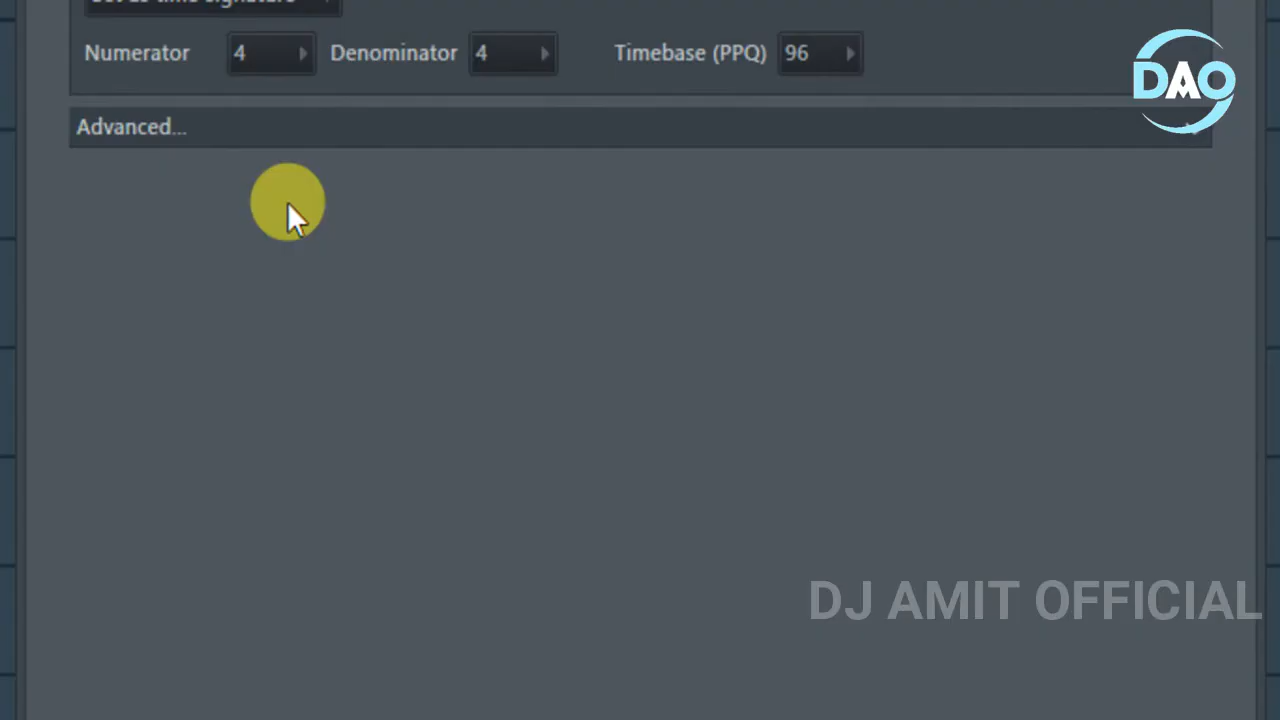 Numerator 4 Denominator 4 Timebase (PPQ) 96
Advanced...
DAO
DJ AMIT OFFICIAL